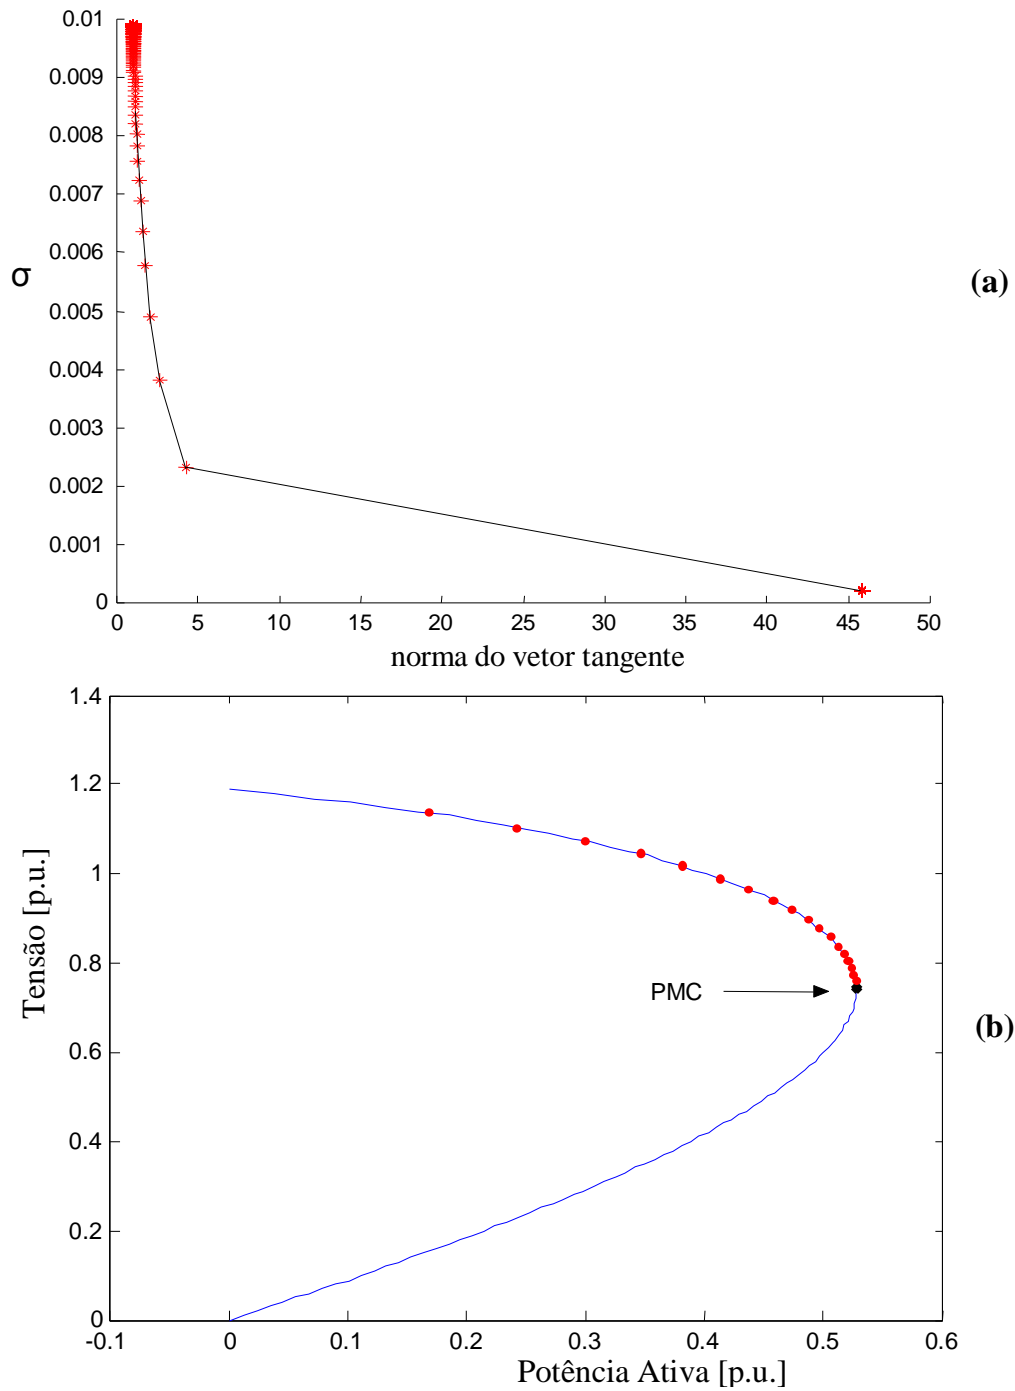 0.01
0.009
0.008
0.007
0.006
σ
(a)
0.005
0.004
0.003
0.002
0.001
0
0 5 10 15 20 25 30 35 40 45 50
norma do vetor tangente
1.4
1.2
1
Tensão [p.u.]
0.8
PMC
(b)
0.6
0.4
0.2
0
-0.1 0 0.1 0.2 0.3 0.4 0.5 0.6
Potência Ativa [p.u.]